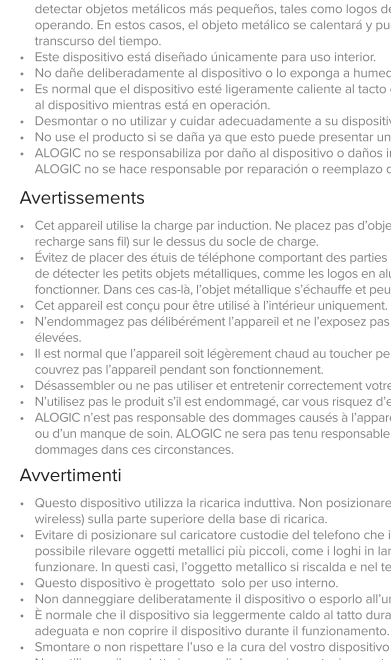 detectar objetos metálicos más pequeños, tales como logos de
operando. En estos casos, el objeto metálico se calentará y pu
transcurso del tiempo.
• Este dispositivo está diseñado únicamente para uso interior.
• No dañe deliberadamente al dispositivo o lo exponga a humed
• Es normal que el dispositivo esté ligeramente caliente al tacto
al dispositivo mientras está en operación.
• Desmontar o no utilizar y cuidar adecuadamente a su dispositiv
• No use el producto si se daña ya que esto puede presentar un
• ALOGIC no se responsabiliza por daño al dispositivo o daños in
ALOGIC no se hace responsable por reparación o reemplazo d
Avertissements
• Cet appareil utilise la charge par induction. Ne placez pas d'obje
recharge sans fil) sur le dessus du socle de charge.
• Évitez de placer des étuis de téléphone comportant des parties
de détecter les petits objets métalliques, comme les logos en alu
fonctionner. Dans ces cas-là, l'objet métallique s'échauffe et peu
• Cet appareil est conçu pour être utilisé à l'intérieur uniquement.
• N'endommagez pas délibérément l'appareil et ne l'exposez pas
élevées.
• Il est normal que l'appareil soit légèrement chaud au toucher pe
couvrez pas l'appareil pendant son fonctionnement.
• Désassembler ou ne pas utiliser et entretenir correctement votre
• N'utilisez pas le produit s'il est endommagé, car vous risquez d'e
• ALOGIC n'est pas responsable des dommages causés à l'appare
ou d'un manque de soin. ALOGIC ne sera pas tenu responsable
dommages dans ces circonstances.
Avvertimenti
• Questo dispositivo utilizza la ricarica induttiva. Non posizionare
wireless) sulla parte superiore della base di ricarica.
• Evitare di posizionare sul caricatore custodie del telefono che i
possibile rilevare oggetti metallici più piccoli, come i loghi in lam
funzionare. In questi casi, l'oggetto metallico si riscalda e nel te
• Questo dispositivo è progettato solo per uso interno.
• Non danneggiare deliberatamente il dispositivo o esporlo all'un
• È normale che il dispositivo sia leggermente caldo al tatto dura
adeguata e non coprire il dispositivo durante il funzionamento.
• Smontare o non rispettare l'uso e la cura del vostro dispositivo